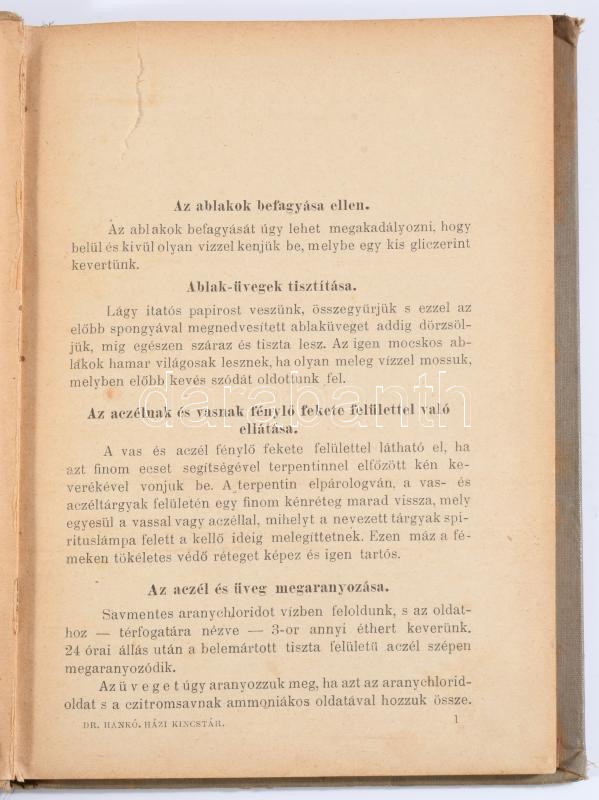 Az ablakok befagyása ellen.
Az ablakok befagyását úgy lehet megakadályozni, hogy
belül és kivül olyan vizzel kenjük be, melybe egy kis gliczerint
kevertünk.
Ablak-üvegek tisztítása.
Lágy itatós papirost veszünk, összegyürjük s ezzel az
előbb spongyával megnedvesített ablaküveget addig dörzsöl-
jük, mig egészen száraz és tiszta lesz. Az igen mocskos ab-
lakok hamar világosak lesznek, ha olyan meleg vízzel mossuk,
melyben előbb kevés szódát oldottunk fel.
darabanth
Az aczélnak és vasnak fénylő fekete felülettel való
ellátása.
A vas és aczél fénylő fekete felülettel látható el, ha
azt finom ecset segítségével terpentinnel elfőzött kén ke-
verékével vonjuk be. A terpentin elpárologván, a vas- és
aczéltárgyak felületén egy finom kénréteg marad vissza, mely
egyesül a vassal vagy aczéllal, mihelyt a nevezett tárgyak spi-
rituslámpa felett a kellő ideig melegíttetnek. Ezen máz a fé-
meken tökéletes védő réteget képez és igen tartós.
Az aczél és üveg megaranyozása.
Savmentes aranychloridot vízben feloldunk, s az oldat-
hoz — térfogatára nézve — 3-or annyi éthert keverünk.
24 órai állás után a belemártott tiszta felületű aczél szépen
megaranyozódik.
Az üveget úgy aranyozzuk meg, ha azt az aranychlorid-
oldat s a czitromsavnak ammoniákos oldatával hozzuk össze.
DR. HANKÓ. HÁZI KINCSTÁR. 1